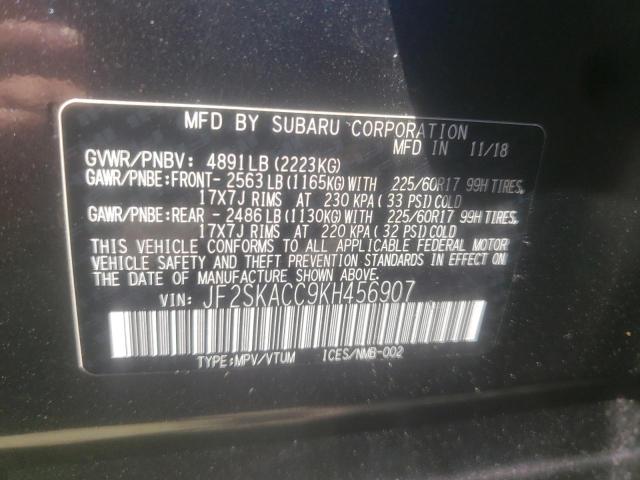 MFD BY SUBARU CORPORATION
MFD IN 11/18
GVWR/PNBV: 4891LB(2223KG)
GAWR/PNBE:FRONT- 2563LB(1165KG)WITH 225/60R17 99H TIRES,
17X7J RIMS AT 230 KPA(33 PSI)COLD
GAWR/PNBE:REAR - 2486LB(1130KG)WITH 225/60R17 99H TIRES,
17X7J RIMS AT 220 KPA(32 PSI)COLD
THIS VEHICLE CONFORMS TO ALL APPLICABLE FEDERAL MOTOR
VEHICLE SAFETY AND THEFT PREVENTION STANDARDS IN EFFECT ON
THE DATE OF MANUFACTURE SHOWN ABOVE.
VIN: JF2SKACC9KH456907
TYPE:MPV/VTUM ICES/NMB-002